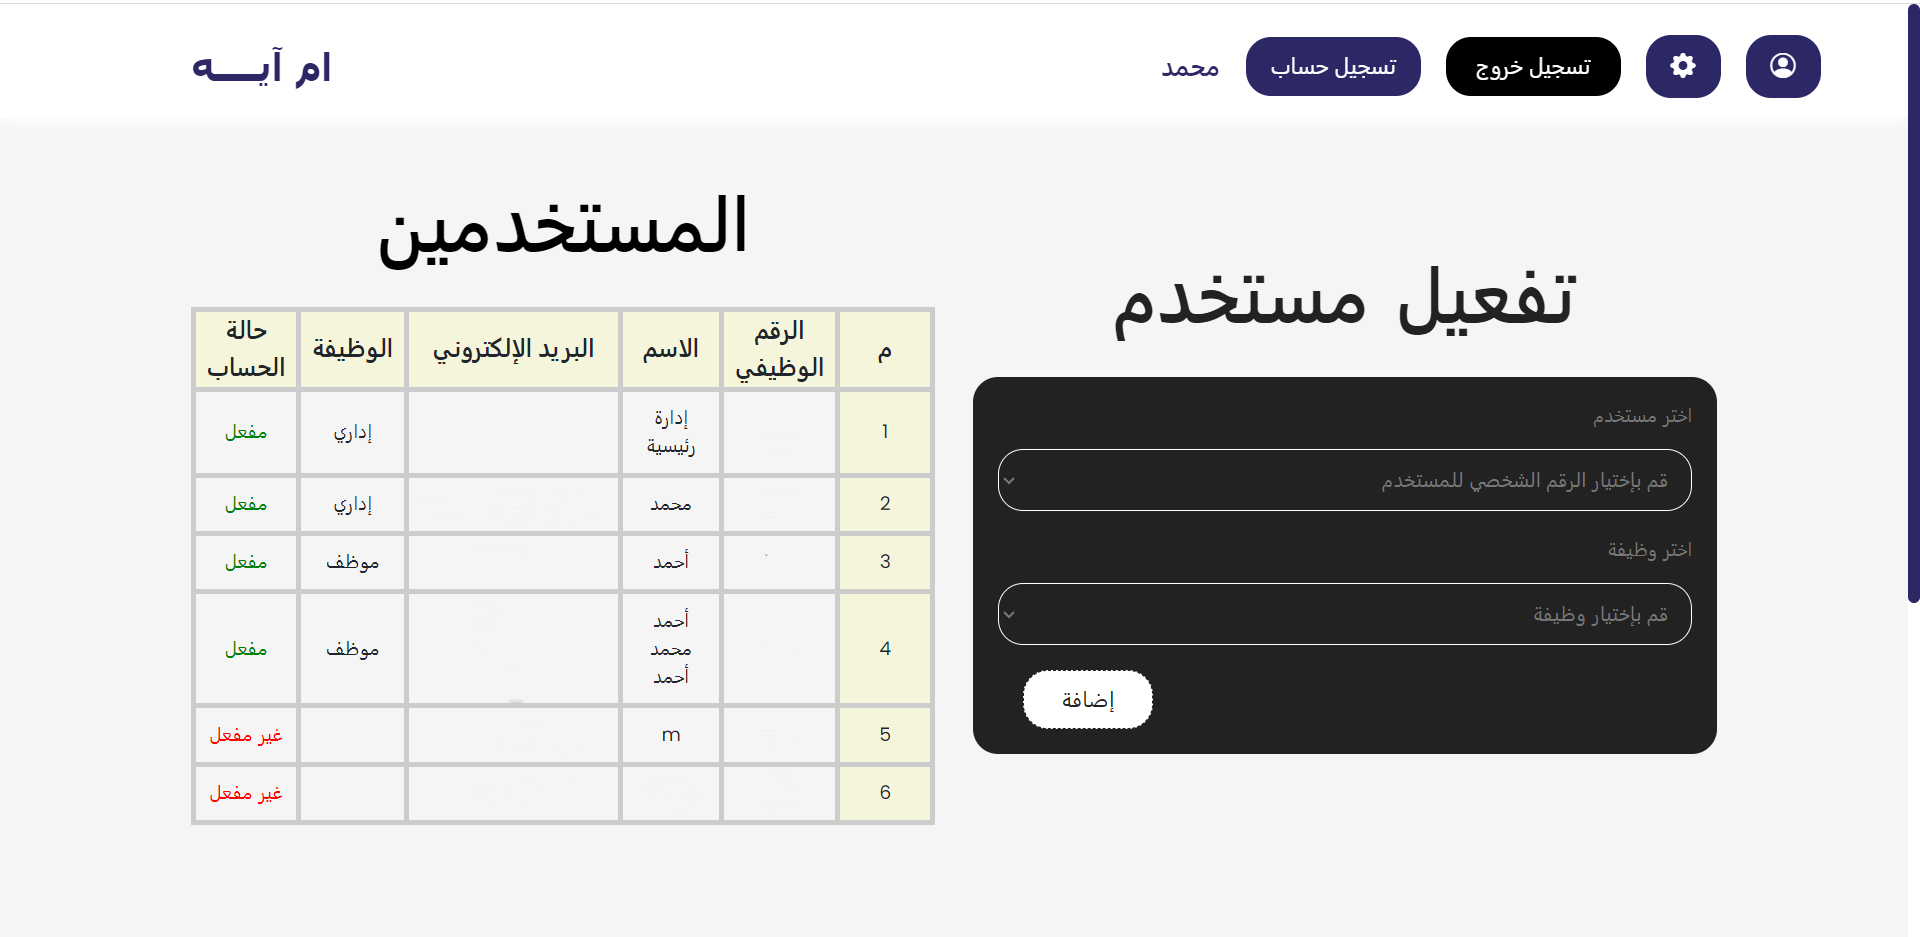 تسجيل خروج
تسجيل حساب
محمد
ام آيـــه
تفعيل مستخدم
اختر مستخدم
قم بإختيار الرقم الشخصي للمستخدم
اختر وظيفة
قم بإختيار وظيفة
إضافة
المستخدمين
م
الرقم
الوظيفي
الاسم
البريد الإلكتروني
الوظيفة
حالة
الحساب
1
إدارة
رئيسية
إداري
مفعل
2
محمد
إداري
مفعل
3
أحمد
موظف
مفعل
4
أحمد
محمد
أحمد
موظف
مفعل
5
m
غير مفعل
6
غير مفعل